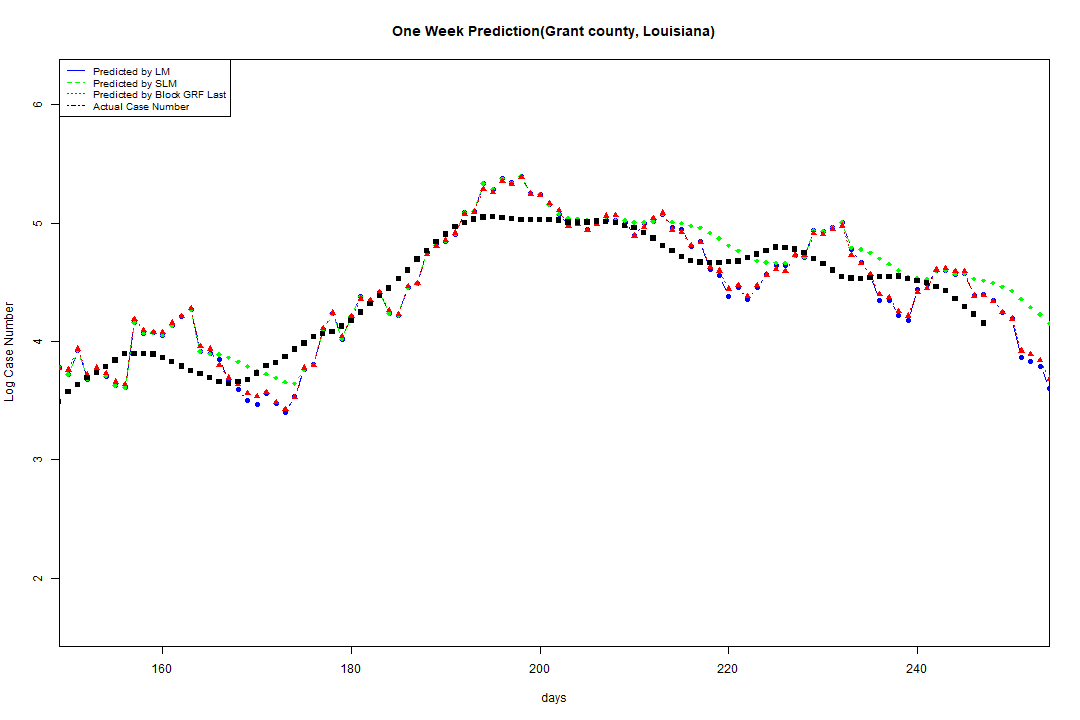 One Week Prediction(Grant county, Louisiana)
Predicted by LM
Predicted by SLM
Predicted by Block GRF Last
Actual Case Number
6
5
4
3
2
Log Case Number
160 180 200 220 240
days